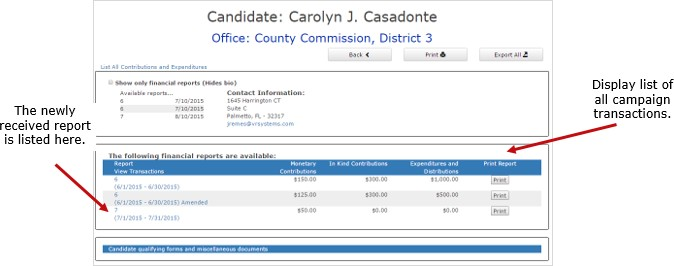 Candidate: Carolyn J. Casadonte
Office: County Commission, District 3
Back
Print
Export All
List All Contributions and Expenditures
Show only financial reports (Hides bio)
Available reports...
6 7/10/2015
6 7/10/2015
7 8/10/2015
Contact Information:
1645 Harrington CT
Suite C
Palmetto, FL - 32317
jremes@vrsystems.com
The newly
received report
is listed here.
Display list of
all campaign
transactions.
The following financial reports are available:
Report Monetary In Kind Contributions Expenditures and Print Report
View Transactions Contributions Distributions
6 $150.00 $300.00 $1,000.00 Print
(6/1/2015 - 6/30/2015)
6 $125.00 $300.00 $500.00 Print
(6/1/2015 - 6/30/2015) Amended
7 $50.00 $0.00 $0.00 Print
(7/1/2015 - 7/31/2015)
Candidate qualifying forms and miscellaneous documents